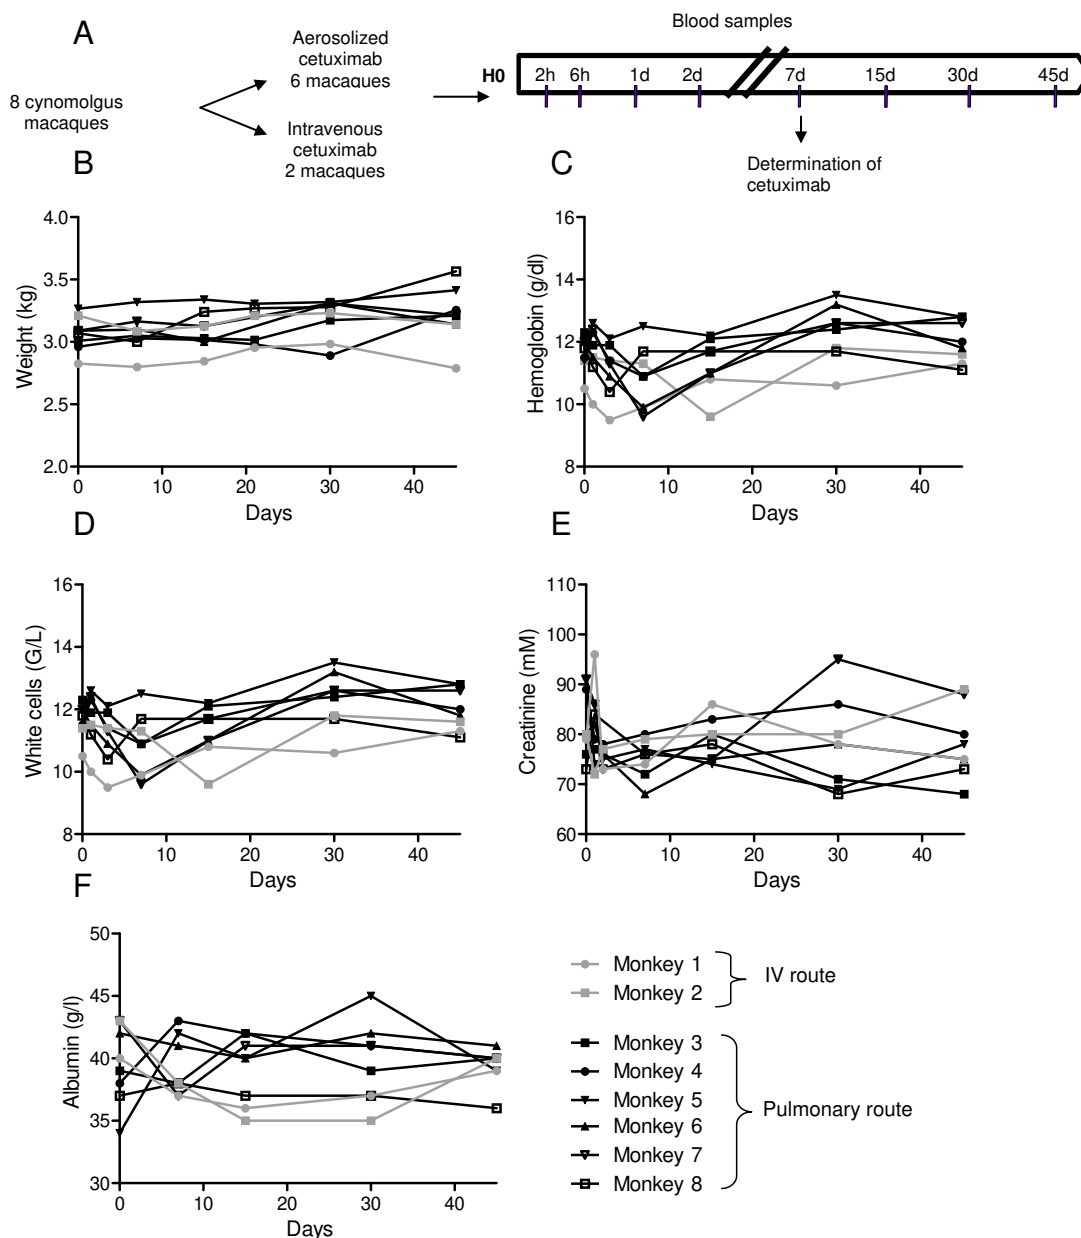 A
Blood samples
Aerosolized
cetuximab
6 macaques
8 cynomolgus
macaques
Intravenous
cetuximab
2 macaques
H0
2h 6h 1d 2d 7d 15d 30d 45d
Determination of
cetuximab
B
4.0
3.5
3.0
2.5
2.0
Weight (kg)
0 10 20 30 40
Days
C
16
14
12
10
8
Hemoglobin (g/dl)
0 10 20 30 40
Days
D
16
14
12
10
8
White cells (G/L)
0 10 20 30 40
Days
E
110
100
90
80
70
60
Creatinine (mM)
0 10 20 30 40
Days
F
50
45
40
35
30
Albumin (g/l)
0 10 20 30 40
Days
Monkey 1
Monkey 2
IV route
Monkey 3
Monkey 4
Monkey 5
Monkey 6
Monkey 7
Monkey 8
Pulmonary route